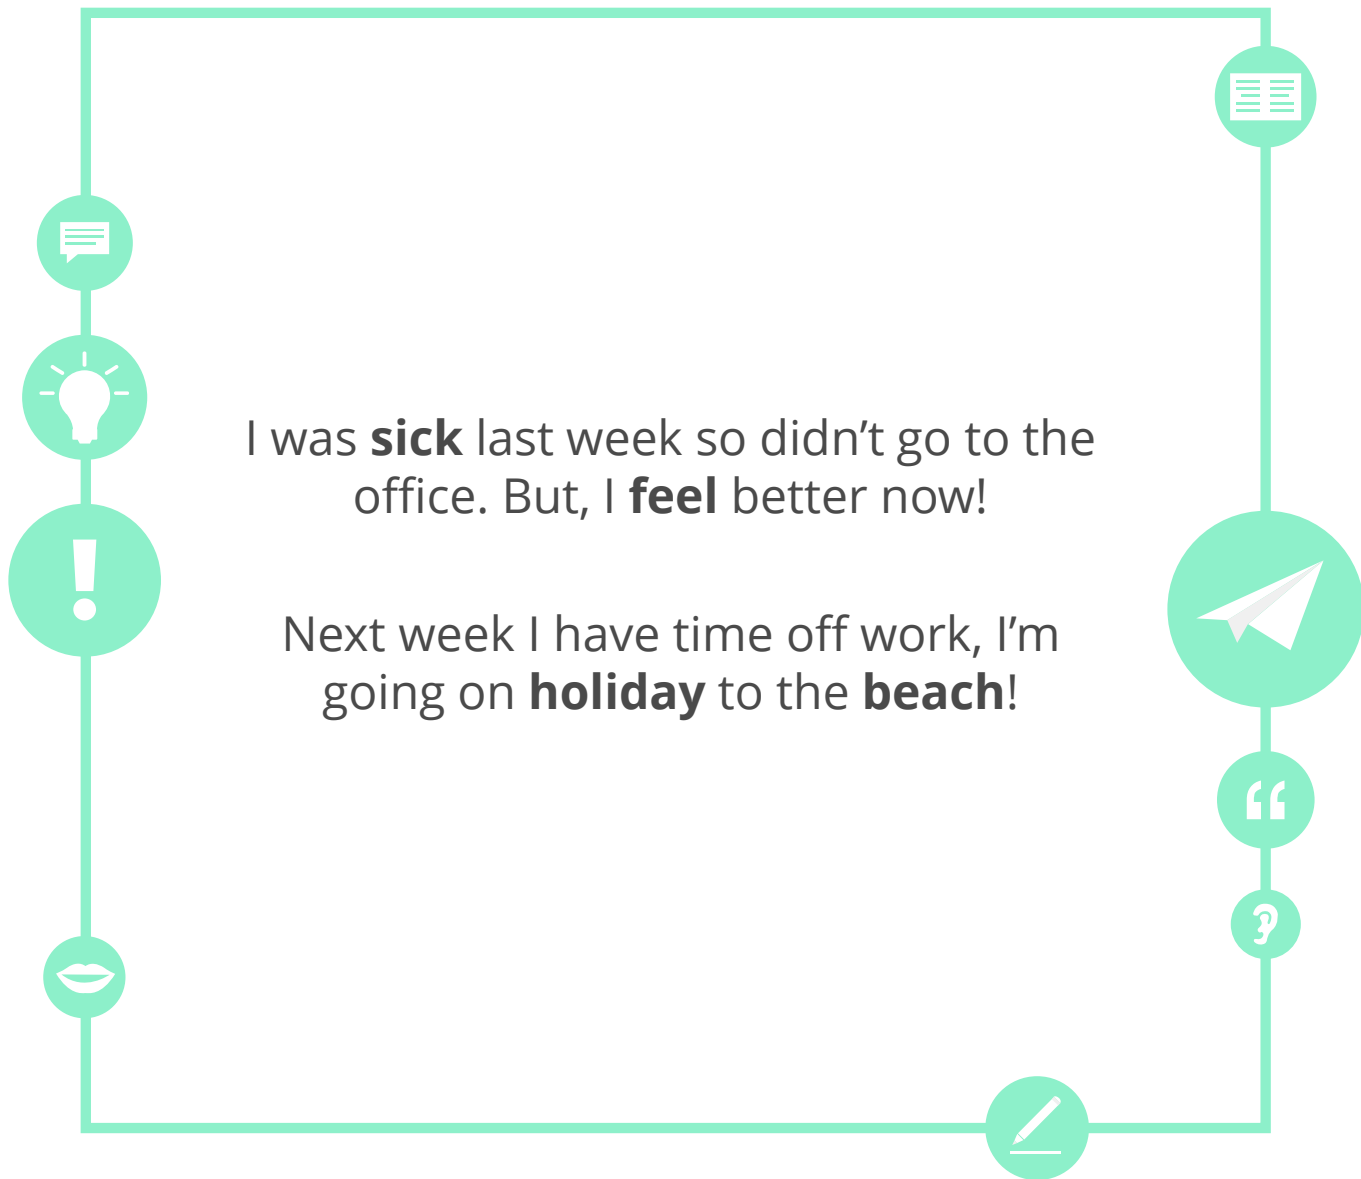 I was sick last week so didn’t go to the
office. But, I feel better now!
Next week I have time off work, I’m
going on holiday to the beach!